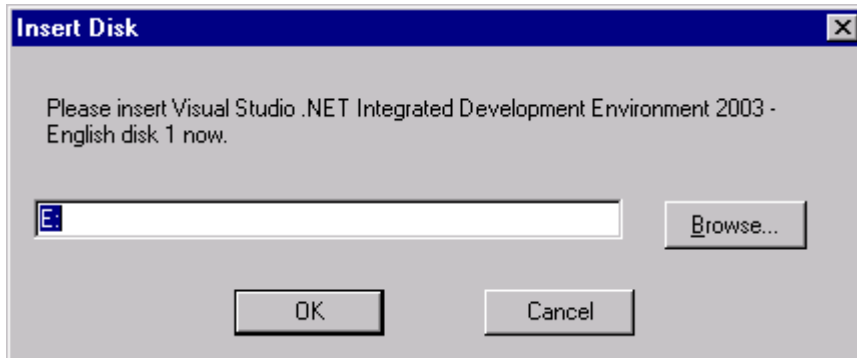 Insert Disk
Please insert Visual Studio .NET Integrated Development Environment 2003 -
English disk 1 now.
E:
Browse...
OK
Cancel